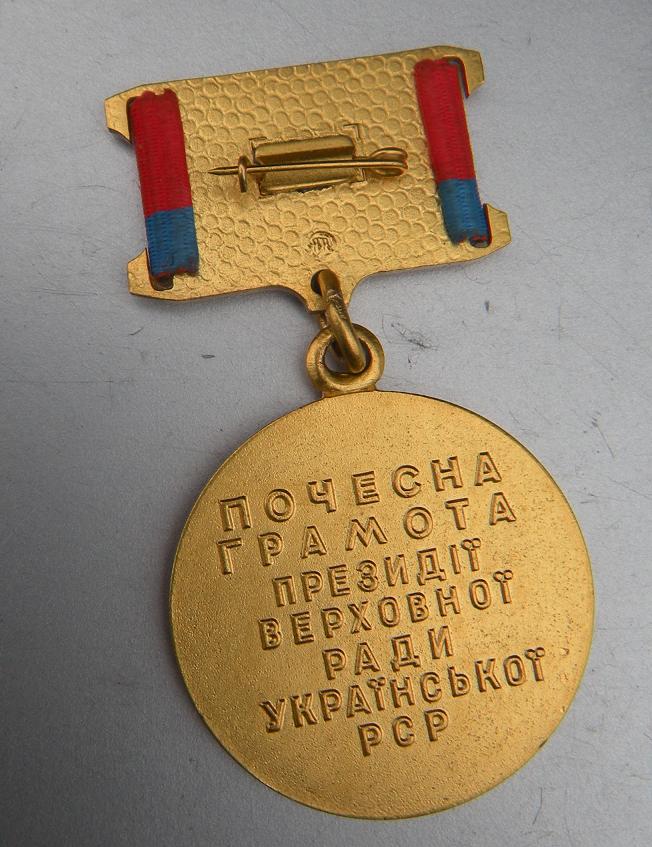 ПОЧЕСНА
ГРАМОТА
ПРЕЗИДІЇ
ВЕРХОВНОЇ
РАДИ
УКРАЇНСЬКОЇ
РСР